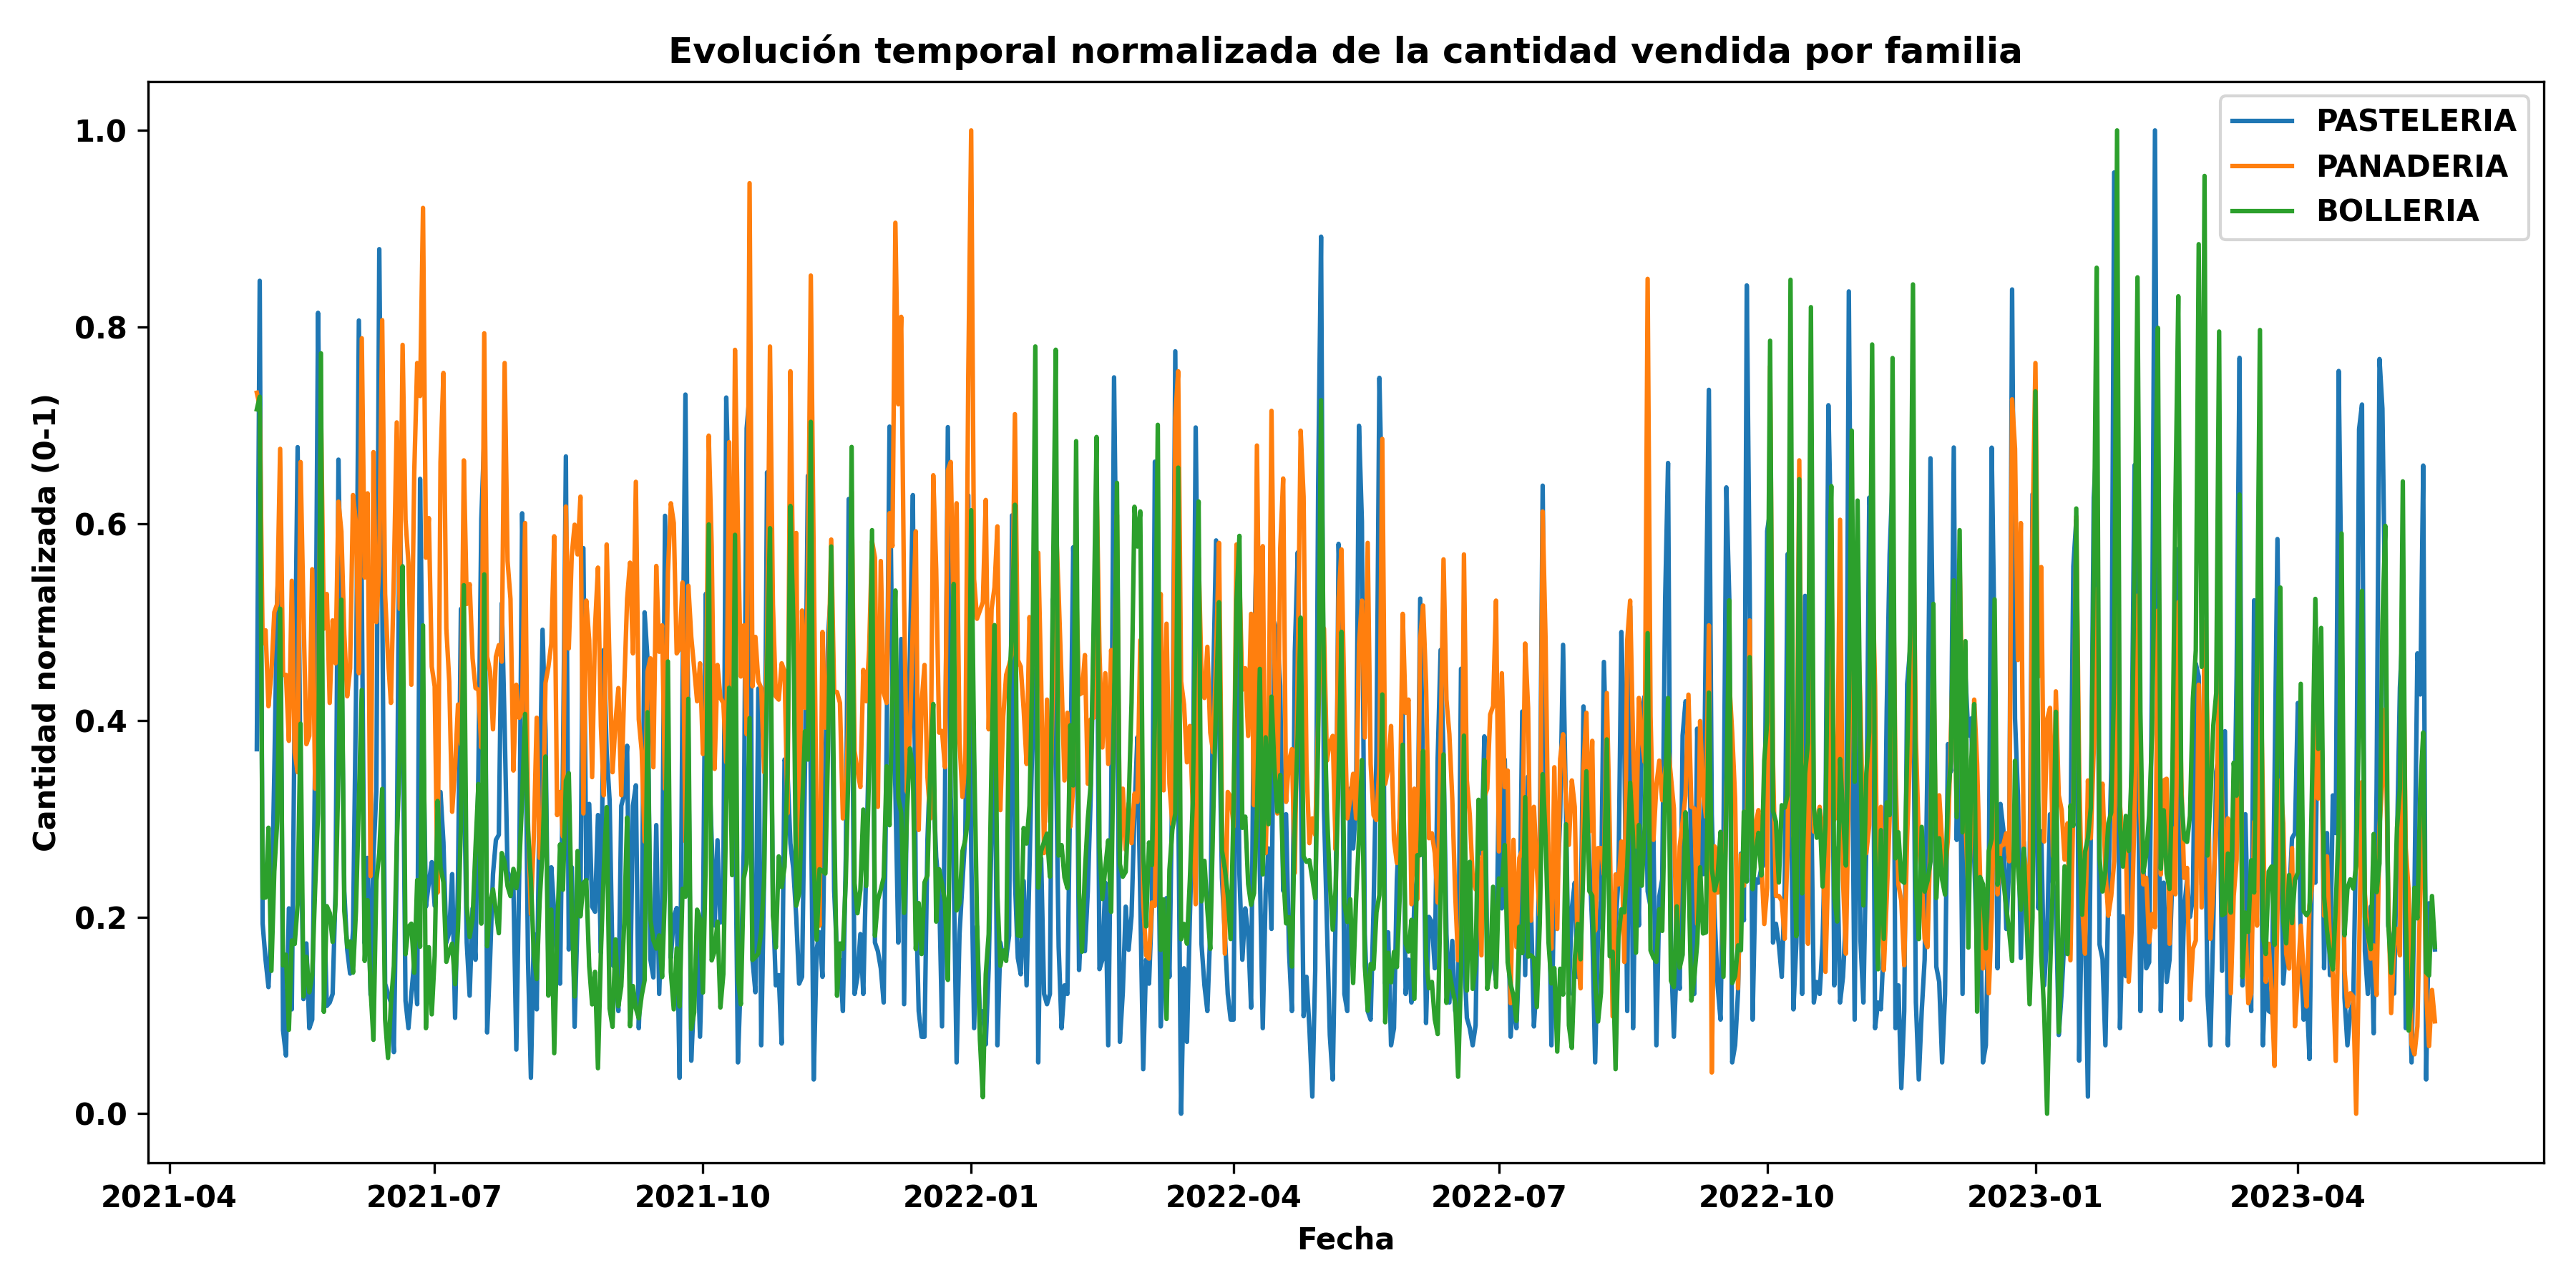 Evolución temporal normalizada de la cantidad vendida por familia
PASTELERIA
PANADERIA
BOLLERIA
Cantidad normalizada (0-1)
1.0
0.8
0.6
0.4
0.2
0.0
2021-04 2021-07 2021-10 2022-01 2022-04 2022-07 2022-10 2023-01 2023-04
Fecha